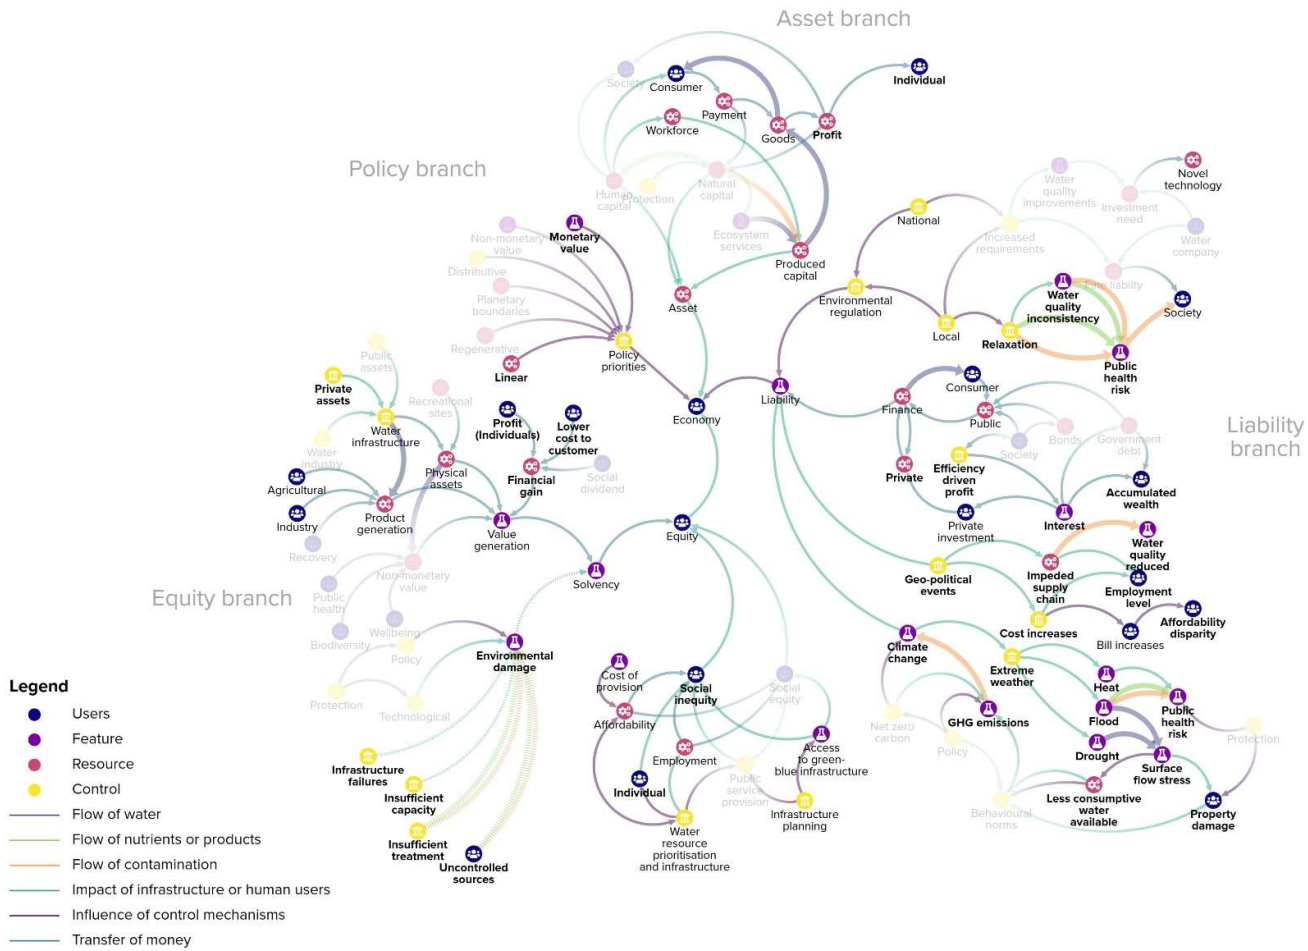 Asset branch
Society
Consumer
Individual
Payment
Workforce
Goods
Profit
Policy branch
Human
capital
Protection
Natural
capital
Novel
technology
Water
quality
improvements
Investment
need
National
Non-monetary
value
Monetary
value
Ecosystem
services
Increased
requirements
Water
company
Distributive
Produced
capital
Planetary
boundaries
Fine liabilty
Asset
Environmental
regulation
Water
quality
inconsistency
Society
Local
Relaxation
Regenerative
Policy
priorities
Public
assets
Linear
Public
health
risk
Private
assets
Recreational
sites
Consumer
Liability
Finance
Economy
Public
Water
infrastructure
Profit
(Individuals)
Lower
cost to
customer
Bonds
Government
debt
Liability
branch
Water
industry
Society
Physical
assets
Financial
gain
Social
dividend
Private
Efficiency
driven
profit
Accumulated
wealth
Agricultural
Industry
Product
generation
Value
generation
Equity
Private
investment
Interest
Water
quality
reduced
Recovery
Non-monetary
value
Solvency
Geo-political
events
Impeded
supply
chain
Employment
level
Public
health
Equity branch
Biodiversity
Wellbeing
Cost increases
Bill increases
Affordability
disparity
Policy
Environmental
damage
Climate
change
Extreme
weather
Cost of
provision
Social
inequity
Social
equity
Heat
Protection
Technological
Affordability
GHG emissions
Flood
Public
health
risk
Net zero
carbon
Policy
Protection
Employment
Access
to green-
blue infrastructure
Drought
Surface
flow stress
Infrastructure
failures
Individual
Public
service
provision
Insufficient
capacity
Infrastructure
planning
Behavioural
norms
Less consumptive
water
available
Property
damage
Insufficient
treatment
Water
resource
prioritisation
and infrastructure
Uncontrolled
sources
Legend
Users
Feature
Resource
Control
Flow of water
Flow of nutrients or products
Flow of contamination
Impact of infrastructure or human users
Influence of control mechanisms
Transfer of money